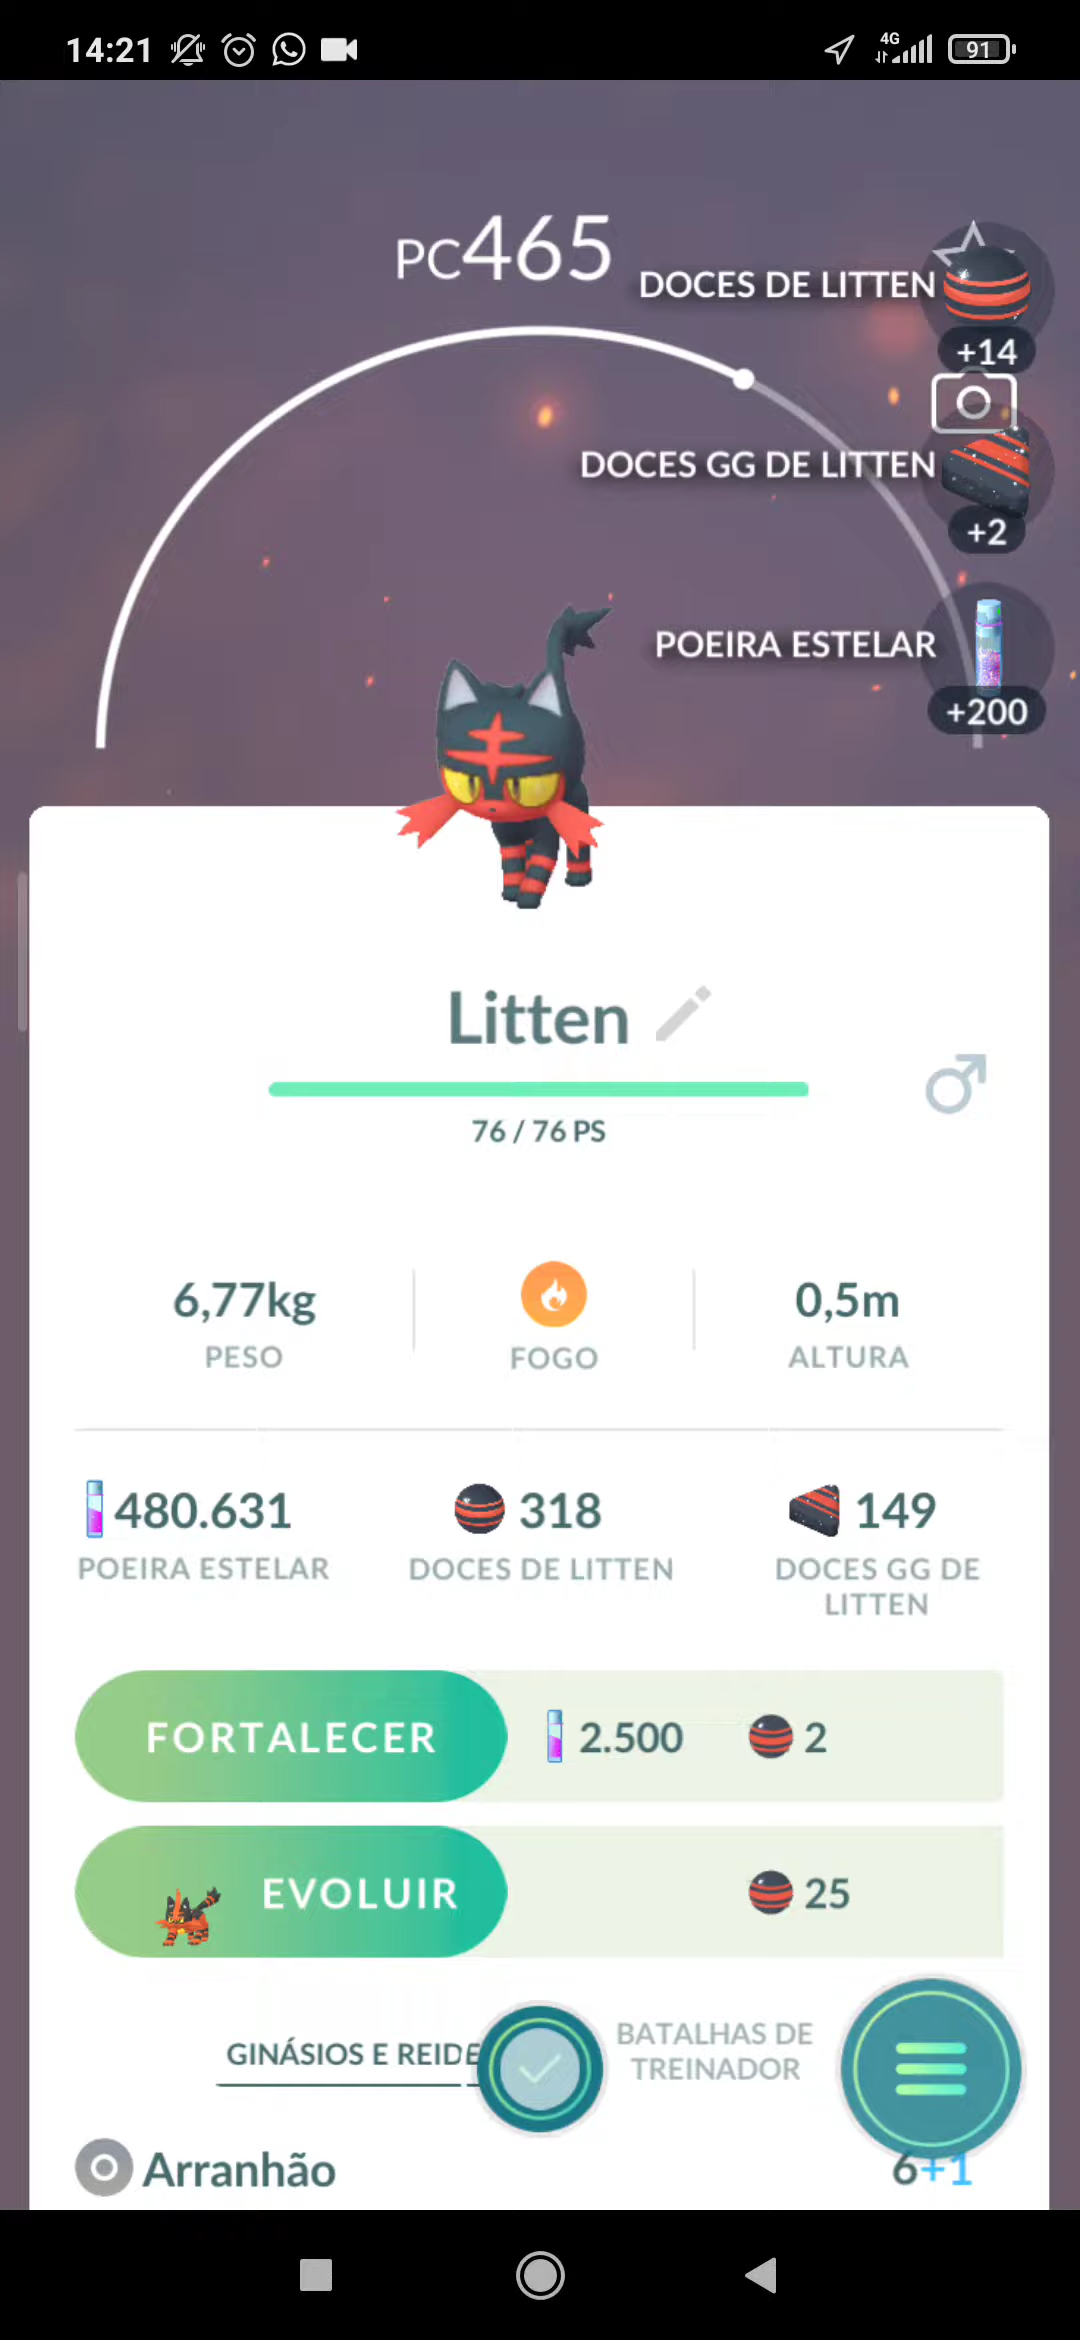 14:21
4G
91
PC465
DOCES DE LITTEN
+14
DOCES GG DE LITTEN
+2
POEIRA ESTELAR
+200
Litten
76 / 76 PS
6,77kg
PESO
FOGO
0,5m
ALTURA
480.631
POEIRA ESTELAR
318
DOCES DE LITTEN
149
DOCES GG DE
LITTEN
FORTALECER
2.500
2
EVOLUIR
25
GINÁSIOS E REIDE
BATALHAS DE
TREINADOR
Arranhão
6+1